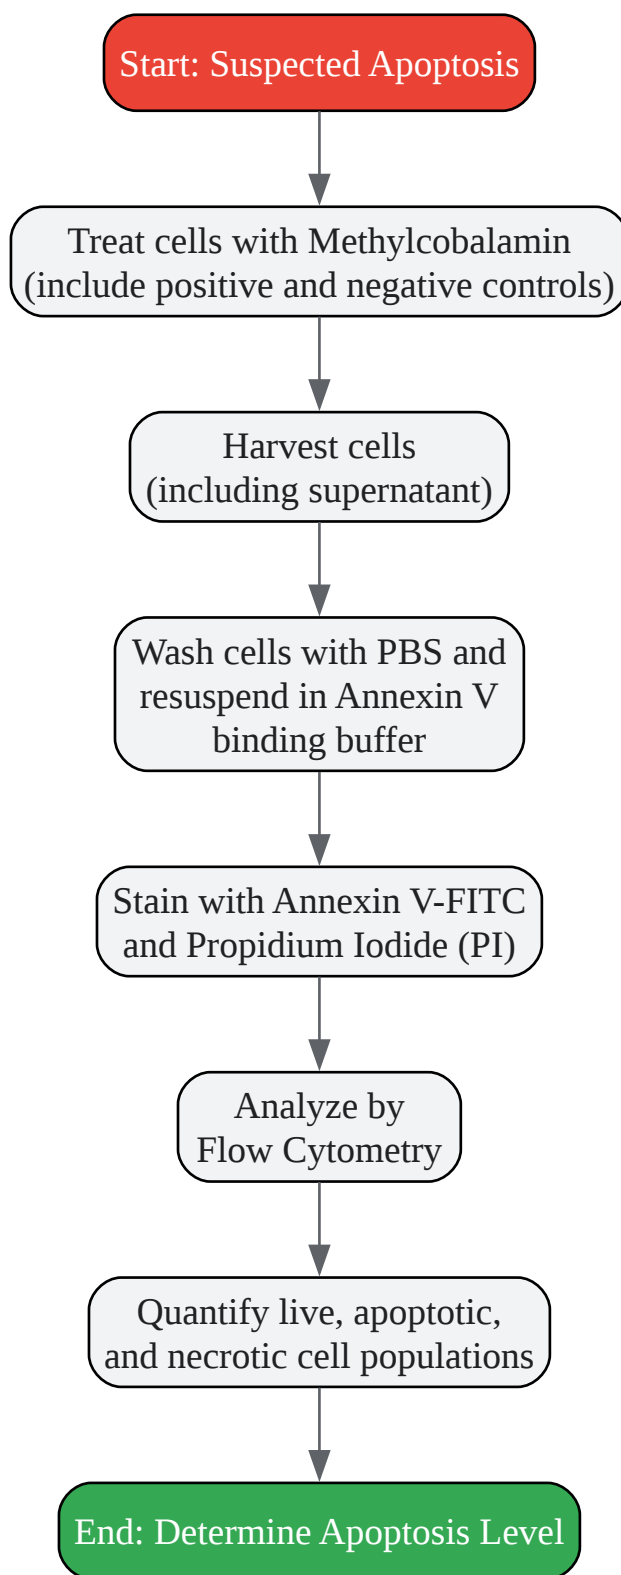 Start: Suspected Apoptosis
Treat cells with Methylcobalamin
(include positive and negative controls)
Harvest cells
(including supernatant)
Wash cells with PBS and
resuspend in Annexin V
binding buffer
Stain with Annexin V-FITC
and Propidium Iodide (PI)
Analyze by
Flow Cytometry
Quantify live, apoptotic,
and necrotic cell populations
End: Determine Apoptosis Level